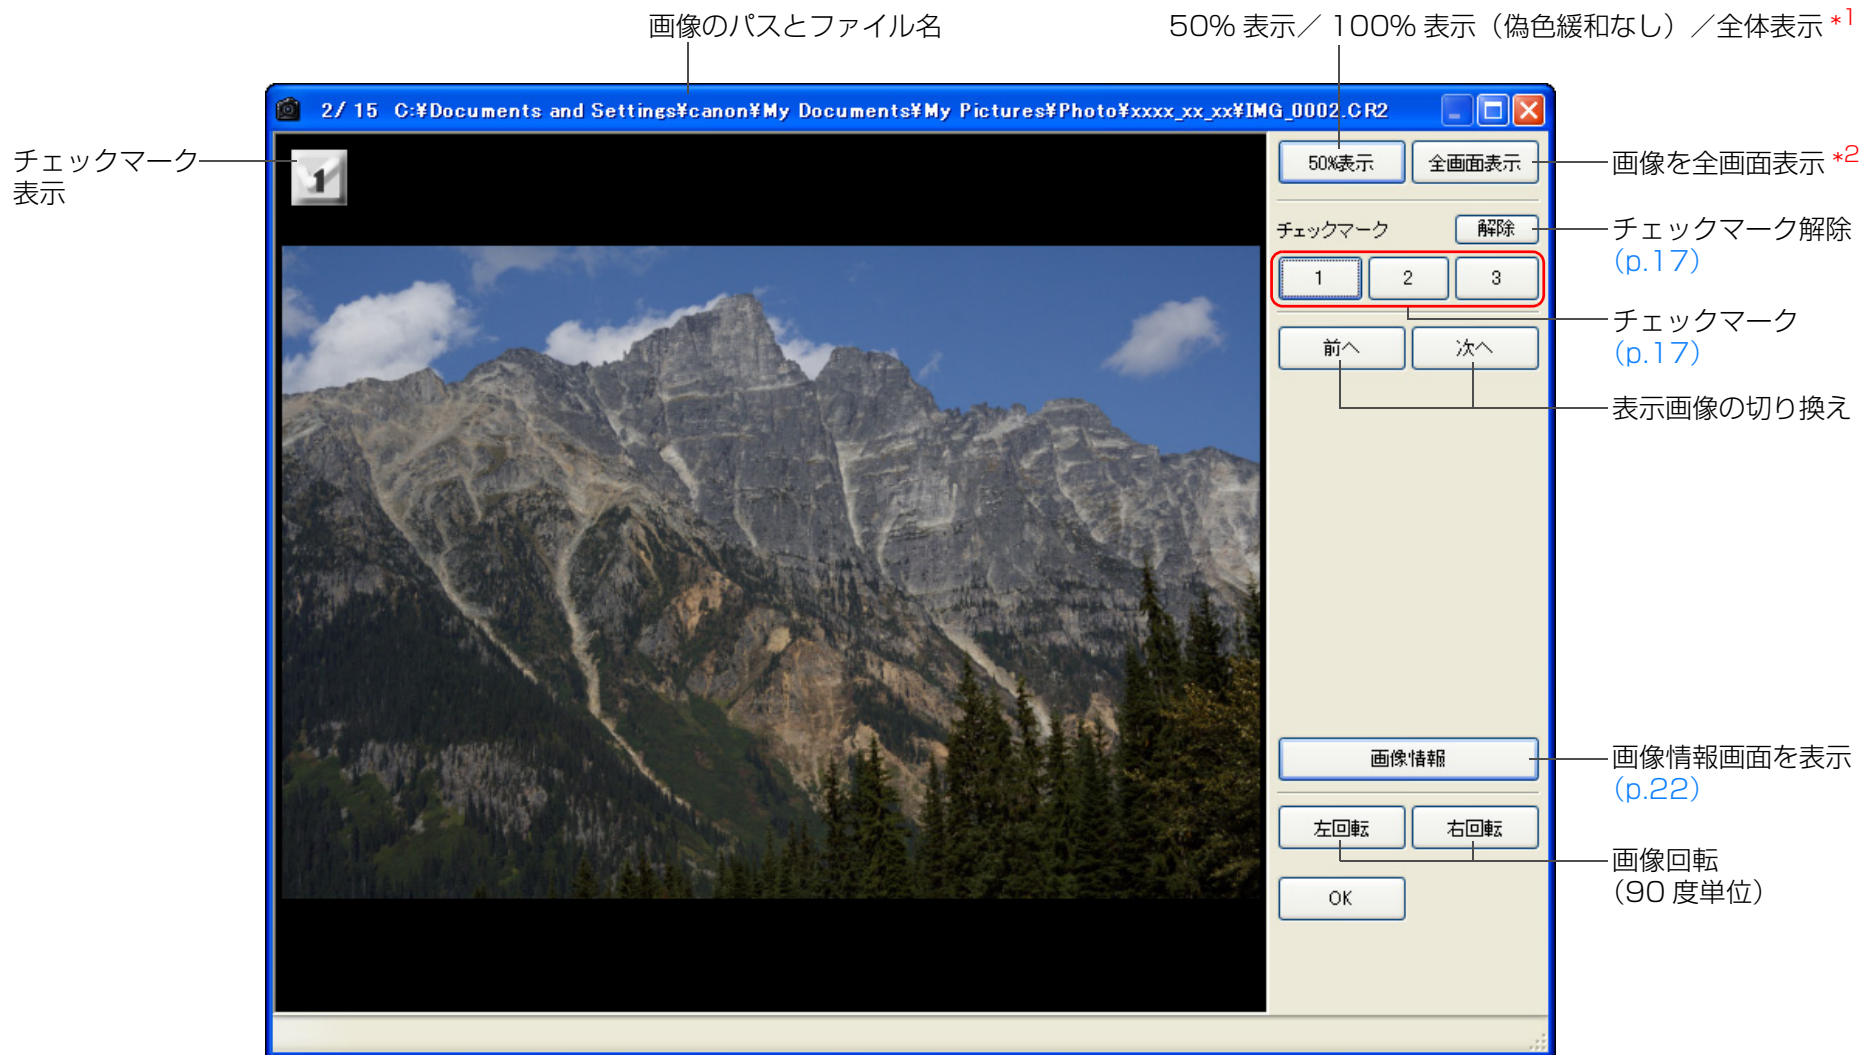 画像のパスとファイル名
50% 表示／ 100% 表示（偽色緩和なし）／全体表示 *1
2/ 15 C:¥Documents and Settings¥canon¥My Documents¥My Pictures¥Photo¥xxxx_xx_xx¥IMG_0002.CR2
チェックマーク
表示
1
50%表示
全画面表示
画像を全画面表示 *2
チェックマーク
解除
チェックマーク解除
（p.17）
1
2
3
チェックマーク
（p.17）
前へ
次へ
表示画像の切り換え
画像情報
画像情報画面を表示
（p.22）
左回転
右回転
画像回転
（90 度単位）
OK